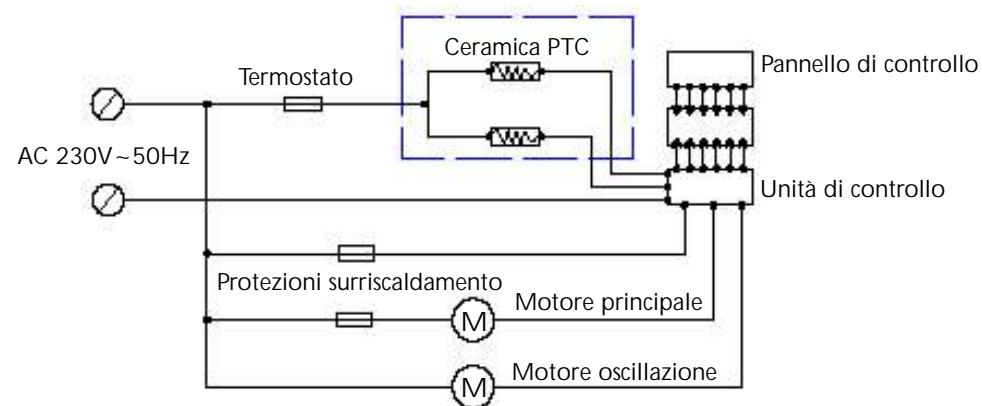 Ceramica PTC
Pannello di controllo
Termostato
AC 230V~50Hz
Unità di controllo
Protezioni surriscaldamento
Motore principale
M
Motore oscillazione
M